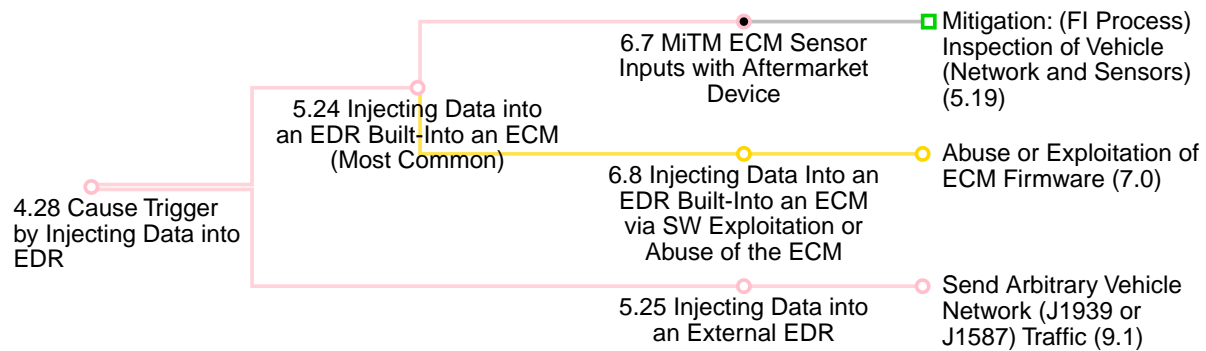 6.7 MiTM ECM Sensor
Inputs with Aftermarket
Device
Mitigation: (FI Process)
Inspection of Vehicle
(Network and Sensors)
(5.19)
5.24 Injecting Data into
an EDR Built-Into an ECM
(Most Common)
6.8 Injecting Data Into an
EDR Built-Into an ECM
via SW Exploitation or
Abuse of the ECM
Abuse or Exploitation of
ECM Firmware (7.0)
4.28 Cause Trigger
by Injecting Data into
EDR
5.25 Injecting Data into
an External EDR
Send Arbitrary Vehicle
Network (J1939 or
J1587) Traffic (9.1)